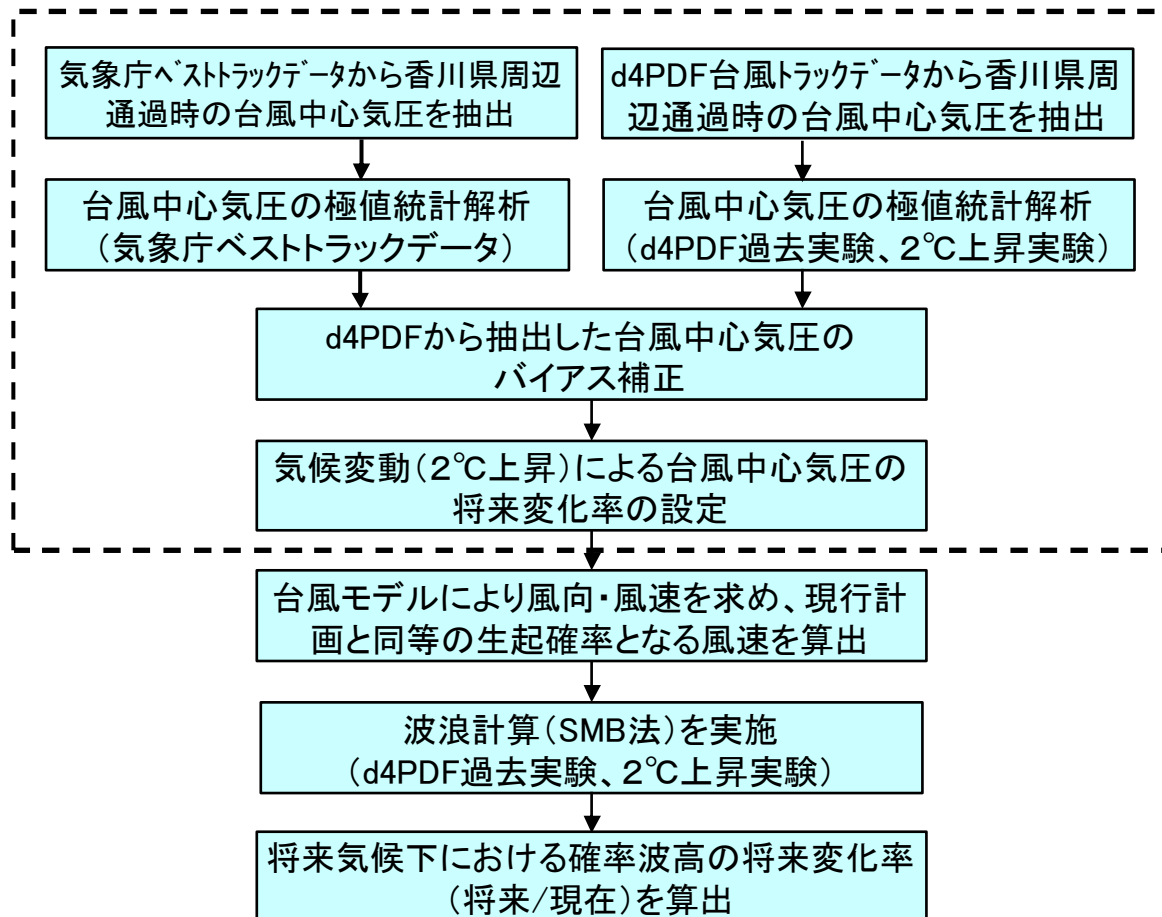 気象庁ﾍﾞｽﾄﾄﾗｯｸﾃﾞｰﾀから香川県周辺
通過時の台風中心気圧を抽出
d4PDF台風ﾄﾗｯｸﾃﾞｰﾀから香川県周
辺通過時の台風中心気圧を抽出
台風中心気圧の極値統計解析
（気象庁ベストトラックデータ）
台風中心気圧の極値統計解析
（d4PDF過去実験、２℃上昇実験）
d4PDFから抽出した台風中心気圧の
バイアス補正
気候変動（２℃上昇）による台風中心気圧の
将来変化率の設定
台風モデルにより風向・風速を求め、現行計
画と同等の生起確率となる風速を算出
波浪計算（SMB法）を実施
（d4PDF過去実験、２℃上昇実験）
将来気候下における確率波高の将来変化率
（将来/現在）を算出